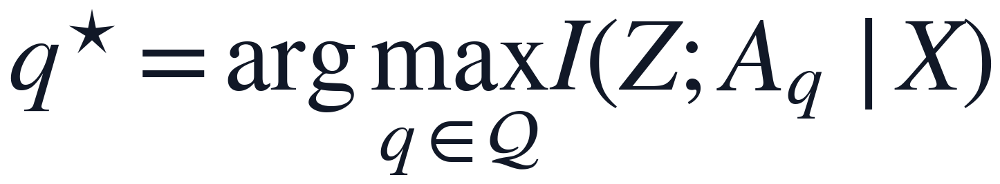 q★ = arg max I(Z; A_q | X)
q ∈ 𝒬